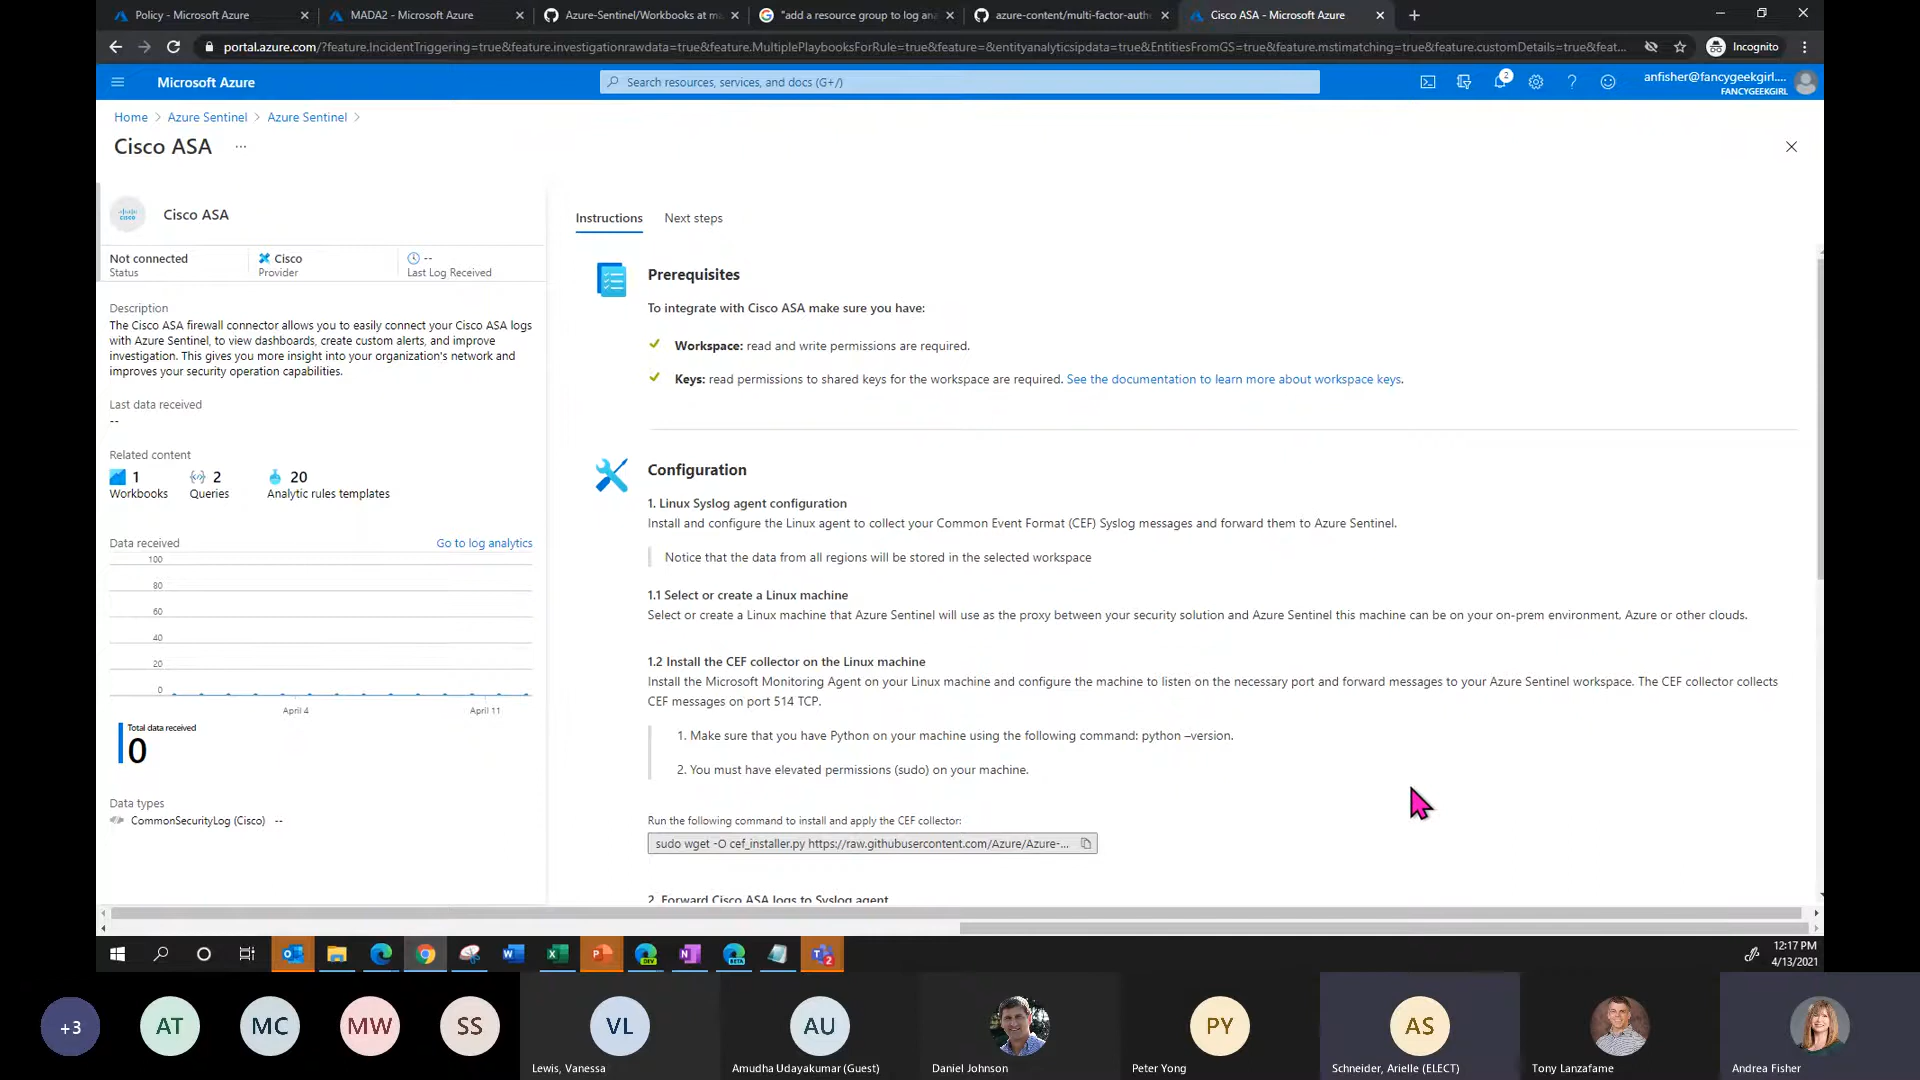 Policy - Microsoft Azure
MADA2 - Microsoft Azure
Azure-Sentinel/Workbooks at ma
"add a resource group to log ana
azure-content/multi-factor-authe
Cisco ASA - Microsoft Azure
portal.azure.com/?feature.IncidentTriggering=true&feature.investigationrawdata=true&feature.MultiplePlaybooksForRule=true&feature=&entityanalyticsipdata=true&EntitiesFromGS=true&feature.mstimatching=true&feature.customDetails=true&feat...
Incognito
Microsoft Azure
Search resources, services, and docs (G+/)
2
anfisher@fancygeekgirl....
FANCYGEEKGIRL
Home > Azure Sentinel > Azure Sentinel >
Cisco ASA ...
cisco
Cisco ASA
Not connected
Status
Cisco
Provider
--
Last Log Received
Description
The Cisco ASA firewall connector allows you to easily connect your Cisco ASA logs
with Azure Sentinel, to view dashboards, create custom alerts, and improve
investigation. This gives you more insight into your organization's network and
improves your security operation capabilities.
Last data received
--
Related content
1
Workbooks
2
Queries
20
Analytic rules templates
Data received
Go to log analytics
100
80
60
40
20
0
April 4
April 11
Total data received
0
Data types
CommonSecurityLog (Cisco) --
Instructions
Next steps
Prerequisites
To integrate with Cisco ASA make sure you have:
Workspace: read and write permissions are required.
Keys: read permissions to shared keys for the workspace are required. See the documentation to learn more about workspace keys.
Configuration
1. Linux Syslog agent configuration
Install and configure the Linux agent to collect your Common Event Format (CEF) Syslog messages and forward them to Azure Sentinel.
Notice that the data from all regions will be stored in the selected workspace
1.1 Select or create a Linux machine
Select or create a Linux machine that Azure Sentinel will use as the proxy between your security solution and Azure Sentinel this machine can be on your on-prem environment, Azure or other clouds.
1.2 Install the CEF collector on the Linux machine
Install the Microsoft Monitoring Agent on your Linux machine and configure the machine to listen on the necessary port and forward messages to your Azure Sentinel workspace. The CEF collector collects
CEF messages on port 514 TCP.
1. Make sure that you have Python on your machine using the following command: python –version.
2. You must have elevated permissions (sudo) on your machine.
Run the following command to install and apply the CEF collector:
sudo wget -O cef_installer.py https://raw.githubusercontent.com/Azure/Azure-...
2. Forward Cisco ASA logs to Syslog agent
12:17 PM
4/13/2021
+3
AT
MC
MW
SS
VL
AU
PY
AS
Lewis, Vanessa
Amudha Udayakumar (Guest)
Daniel Johnson
Peter Yong
Schneider, Arielle (ELECT)
Tony Lanzafame
Andrea Fisher